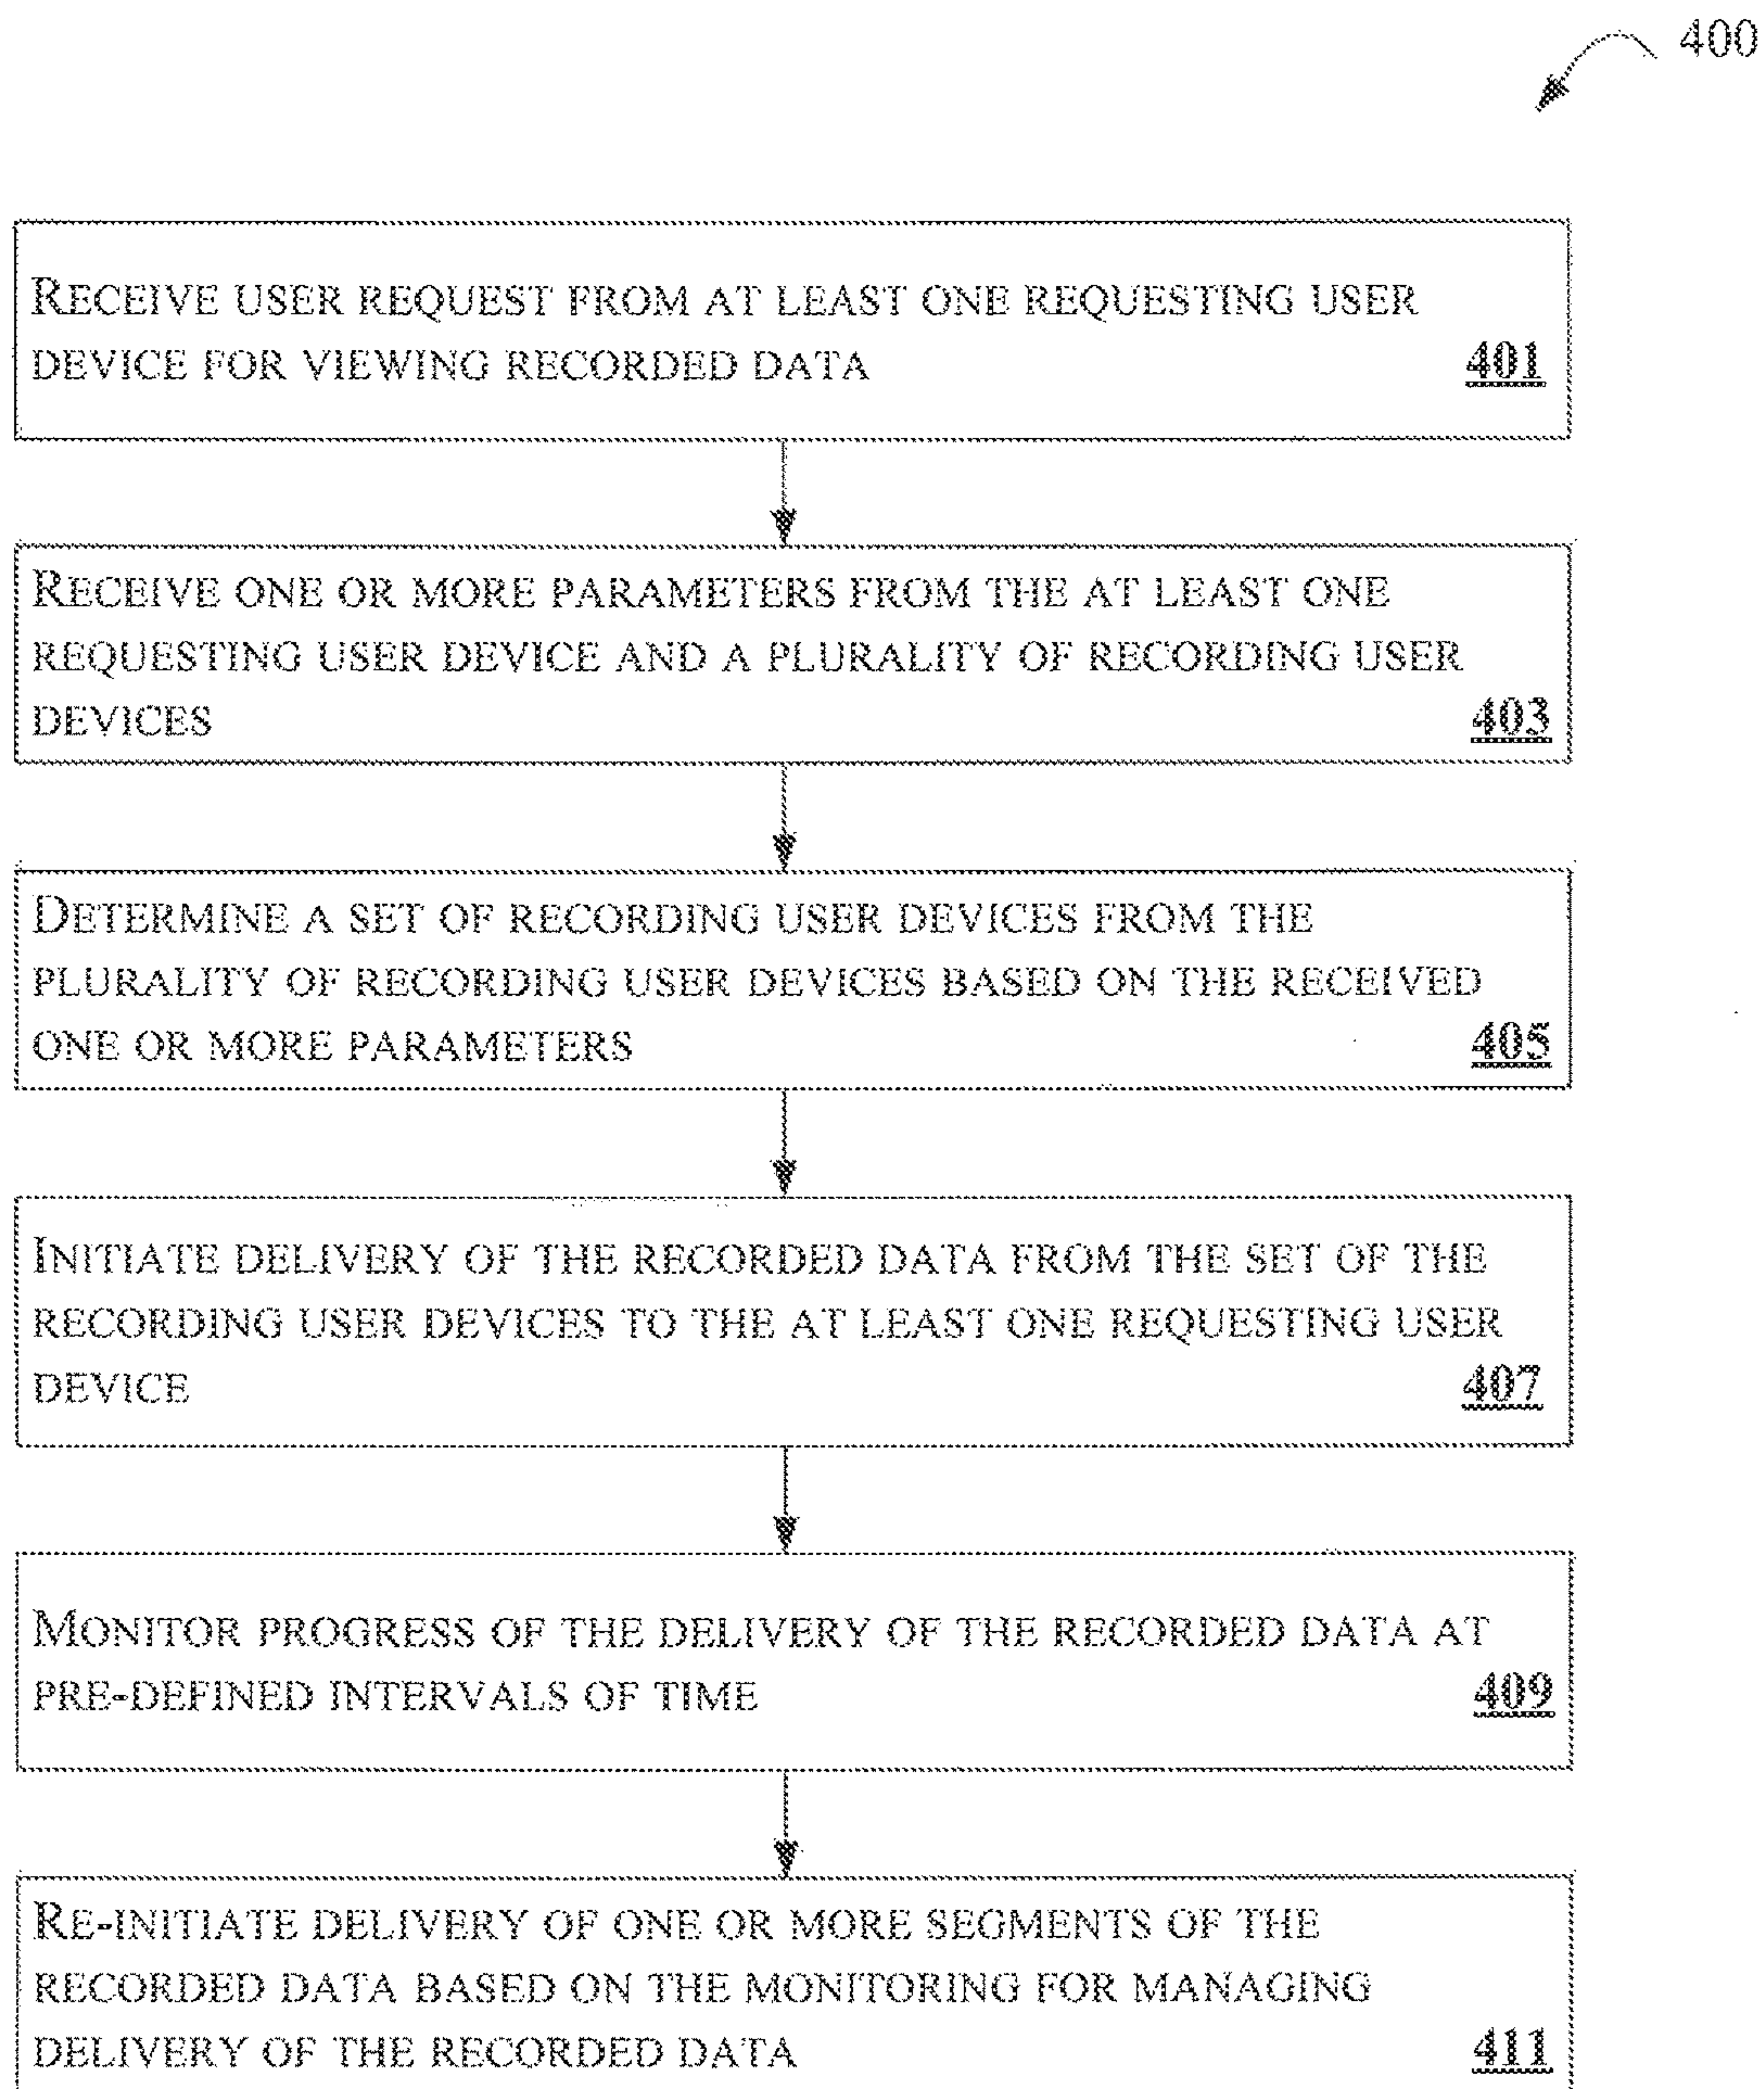 400
RECEIVE USER REQUEST FROM AT LEAST ONE REQUESTING USER
DEVICE FOR VIEWING RECORDED DATA 401
RECEIVE ONE OR MORE PARAMETERS FROM THE AT LEAST ONE
REQUESTING USER DEVICE AND A PLURALITY OF RECORDING USER
DEVICES 403
DETERMINE A SET OF RECORDING USER DEVICES FROM THE
PLURALITY OF RECORDING USER DEVICES BASED ON THE RECEIVED
ONE OR MORE PARAMETERS 405
INITIATE DELIVERY OF THE RECORDED DATA FROM THE SET OF THE
RECORDING USER DEVICES TO THE AT LEAST ONE REQUESTING USER
DEVICE 407
MONITOR PROGRESS OF THE DELIVERY OF THE RECORDED DATA AT
PRE-DEFINED INTERVALS OF TIME 409
RE-INITIATE DELIVERY OF ONE OR MORE SEGMENTS OF THE
RECORDED DATA BASED ON THE MONITORING FOR MANAGING
DELIVERY OF THE RECORDED DATA 411